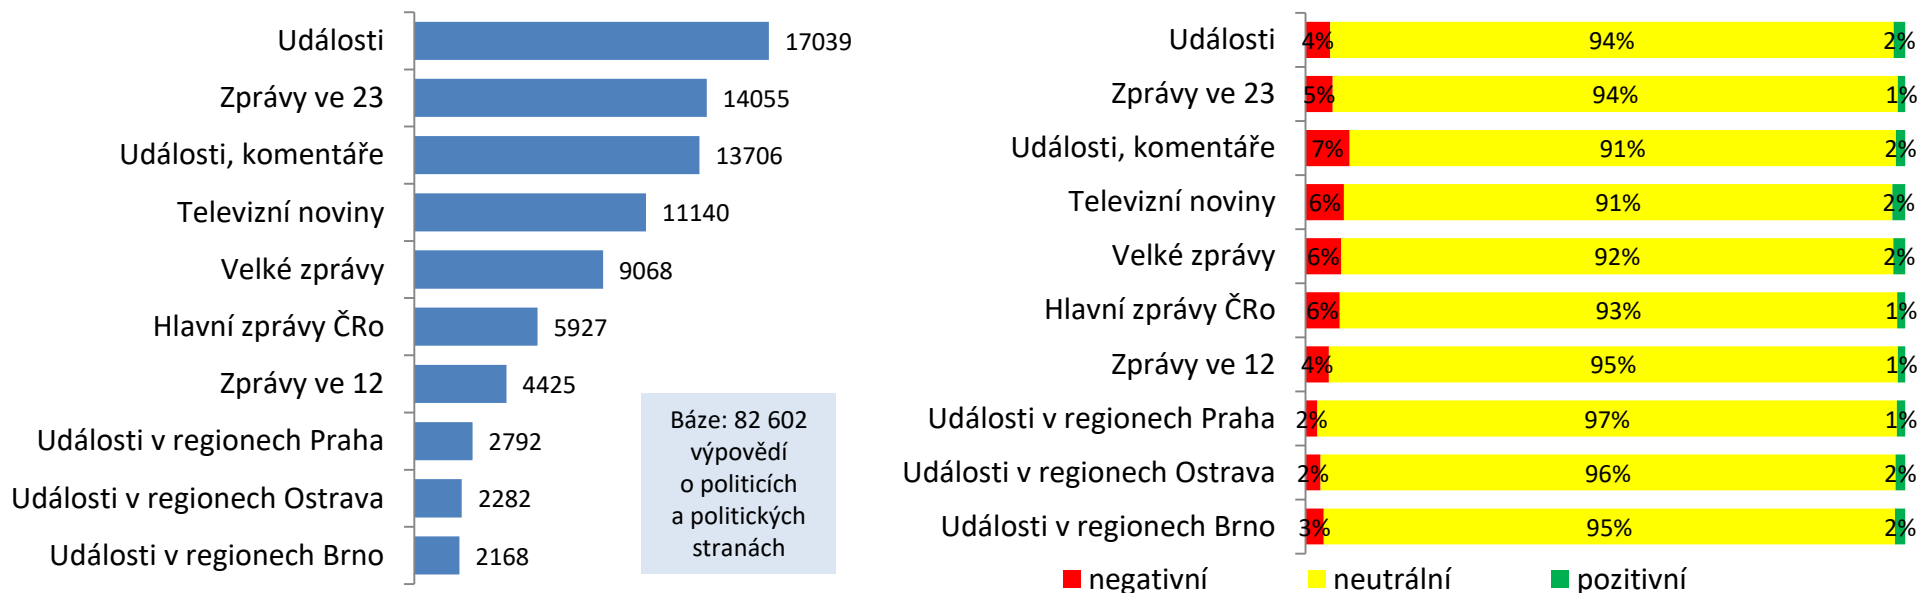 Události 17039
Zprávy ve 23 14055
Události, komentáře 13706
Televizní noviny 11140
Velké zprávy 9068
Hlavní zprávy ČRo 5927
Zprávy ve 12 4425
Události v regionech Praha 2792
Události v regionech Ostrava 2282
Události v regionech Brno 2168
Báze: 82 602
výpovědí
o politicích
a politických
stranách
Události 4% 94% 2%
Zprávy ve 23 5% 94% 1%
Události, komentáře 7% 91% 2%
Televizní noviny 6% 91% 2%
Velké zprávy 6% 92% 2%
Hlavní zprávy ČRo 6% 93% 1%
Zprávy ve 12 4% 95% 1%
Události v regionech Praha 2% 97% 1%
Události v regionech Ostrava 2% 96% 2%
Události v regionech Brno 3% 95% 2%
negativní neutrální pozitivní